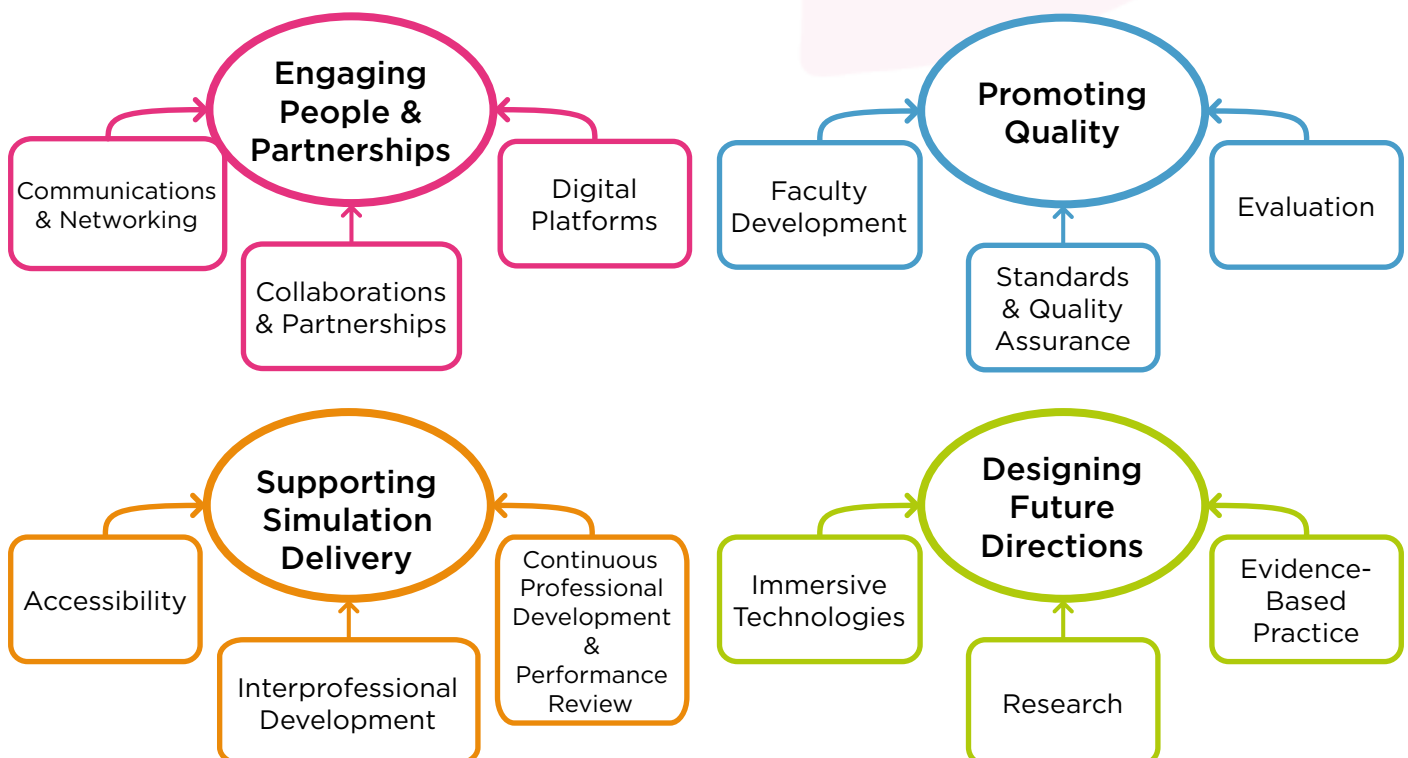 Engaging
People &
Partnerships
Communications
& Networking
Collaborations
& Partnerships
Digital
Platforms
Promoting
Quality
Faculty
Development
Standards
& Quality
Assurance
Evaluation
Supporting
Simulation
Delivery
Accessibility
Interprofessional
Development
Continuous
Professional
Development
&
Performance
Review
Designing
Future
Directions
Immersive
Technologies
Research
Evidence-
Based
Practice